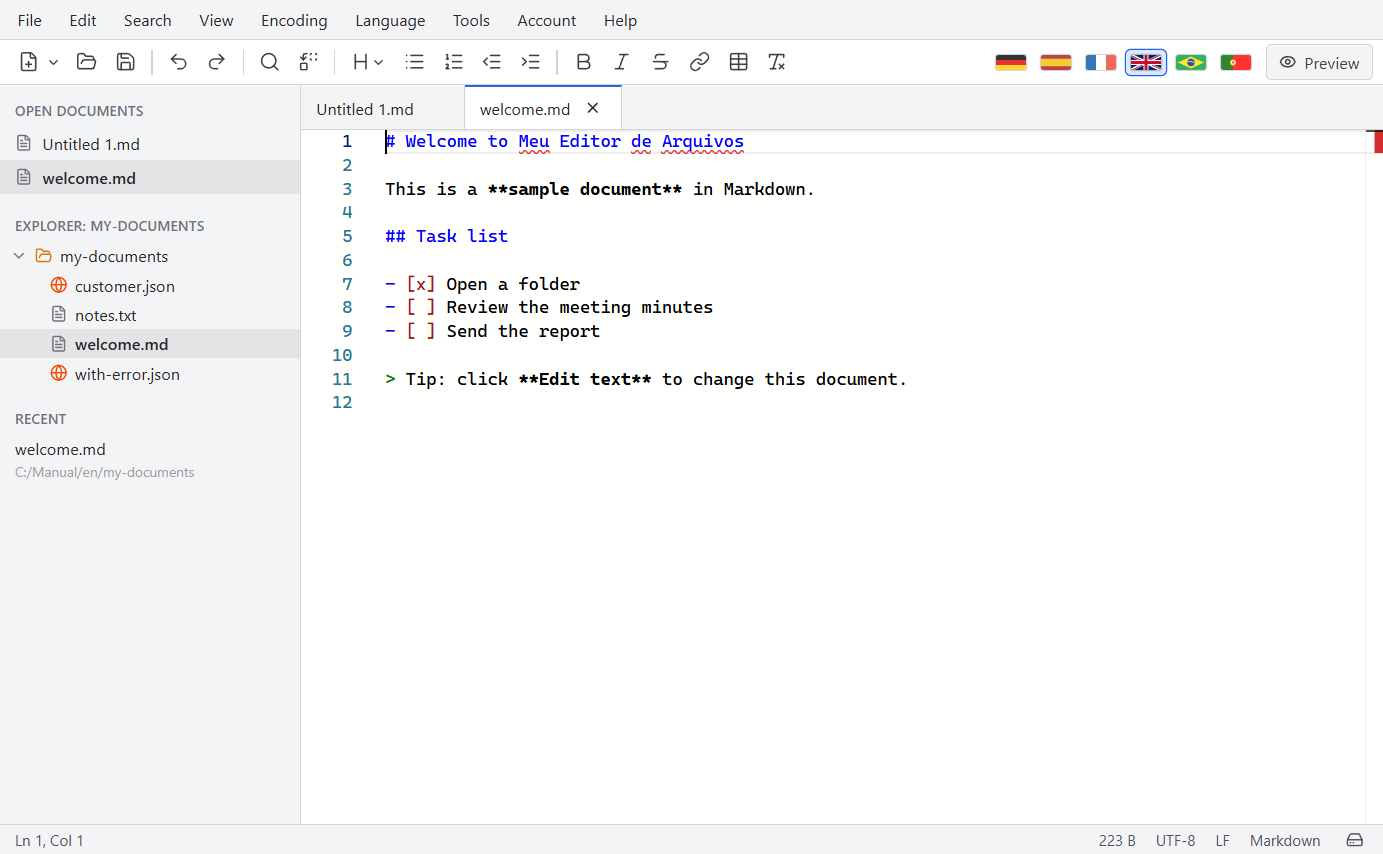 File Edit Search View Encoding Language Tools Account Help
Preview
OPEN DOCUMENTS
Untitled 1.md
welcome.md
EXPLORER: MY-DOCUMENTS
my-documents
customer.json
notes.txt
welcome.md
with-error.json
RECENT
welcome.md
C:/Manual/en/my-documents
Untitled 1.md welcome.md
1 # Welcome to Meu Editor de Arquivos
2
3 This is a **sample document** in Markdown.
4
5 ## Task list
6
7 - [x] Open a folder
8 - [ ] Review the meeting minutes
9 - [ ] Send the report
10
11 > Tip: click **Edit text** to change this document.
12
Ln 1, Col 1 223 B UTF-8 LF Markdown